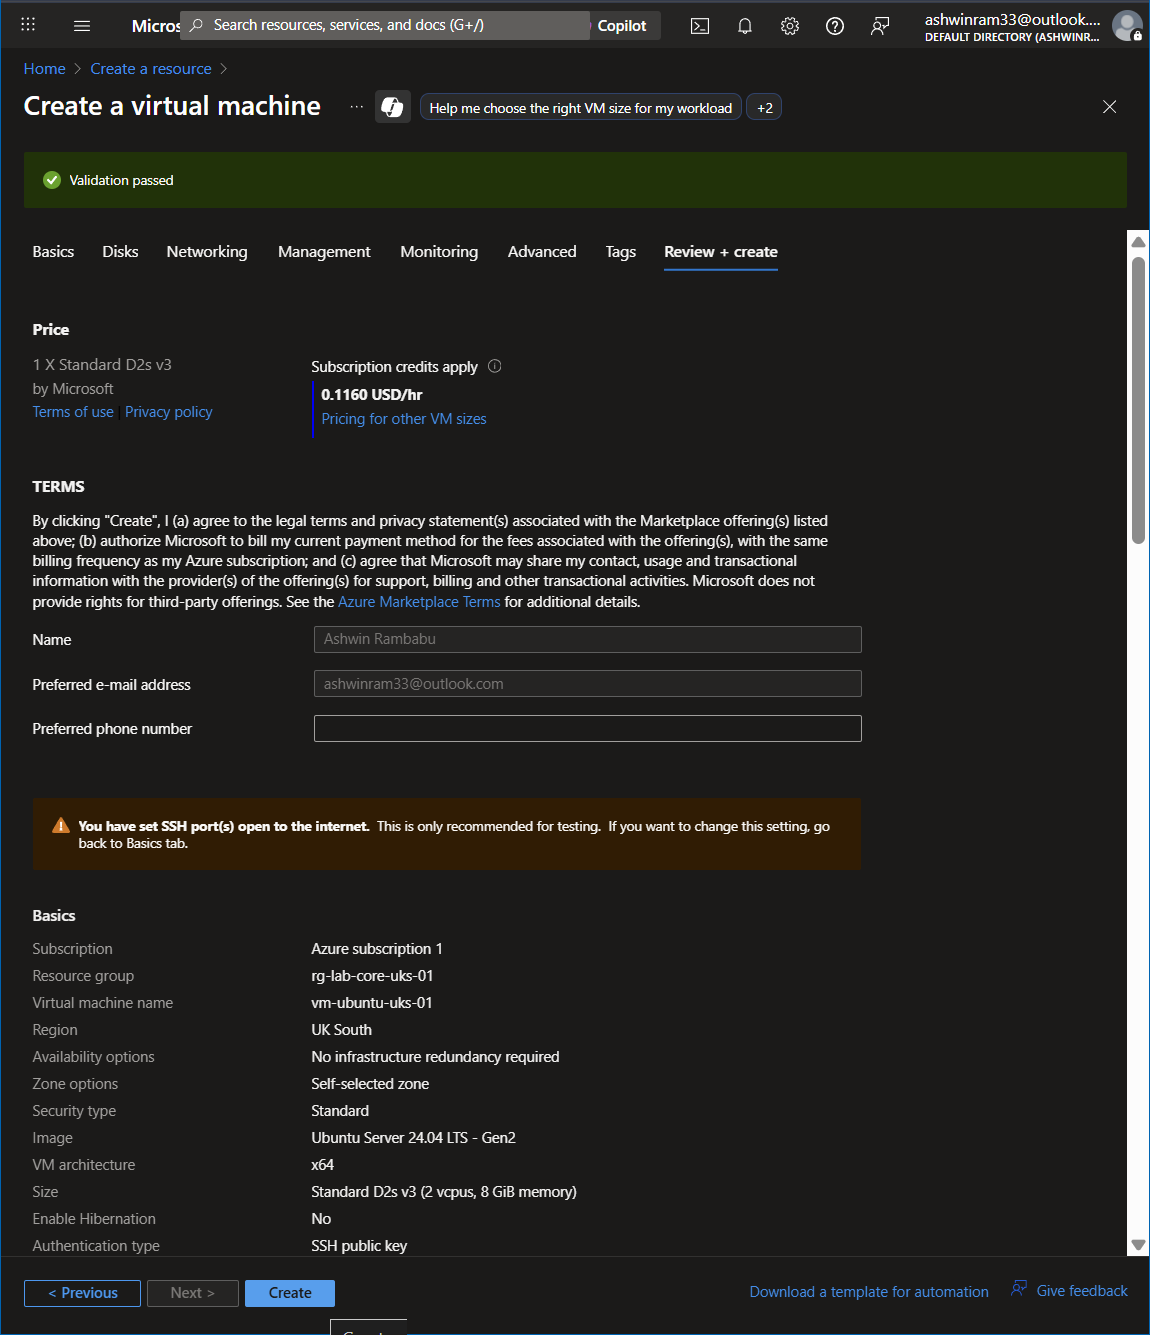 Micros
Search resources, services, and docs (G+/)
Copilot
ashwinram33@outlook....
DEFAULT DIRECTORY (ASHWINR...
Home > Create a resource >
Create a virtual machine
...
Help me choose the right VM size for my workload
+2
Validation passed
Basics Disks Networking Management Monitoring Advanced Tags Review + create
Price
1 X Standard D2s v3
by Microsoft
Terms of use | Privacy policy
Subscription credits apply
0.1160 USD/hr
Pricing for other VM sizes
TERMS
By clicking "Create", I (a) agree to the legal terms and privacy statement(s) associated with the Marketplace offering(s) listed
above; (b) authorize Microsoft to bill my current payment method for the fees associated with the offering(s), with the same
billing frequency as my Azure subscription; and (c) agree that Microsoft may share my contact, usage and transactional
information with the provider(s) of the offering(s) for support, billing and other transactional activities. Microsoft does not
provide rights for third-party offerings. See the Azure Marketplace Terms for additional details.
Name Ashwin Rambabu
Preferred e-mail address ashwinram33@outlook.com
Preferred phone number
You have set SSH port(s) open to the internet. This is only recommended for testing. If you want to change this setting, go
back to Basics tab.
Basics
Subscription Azure subscription 1
Resource group rg-lab-core-uks-01
Virtual machine name vm-ubuntu-uks-01
Region UK South
Availability options No infrastructure redundancy required
Zone options Self-selected zone
Security type Standard
Image Ubuntu Server 24.04 LTS - Gen2
VM architecture x64
Size Standard D2s v3 (2 vcpus, 8 GiB memory)
Enable Hibernation No
Authentication type SSH public key
< Previous Next > Create Download a template for automation Give feedback